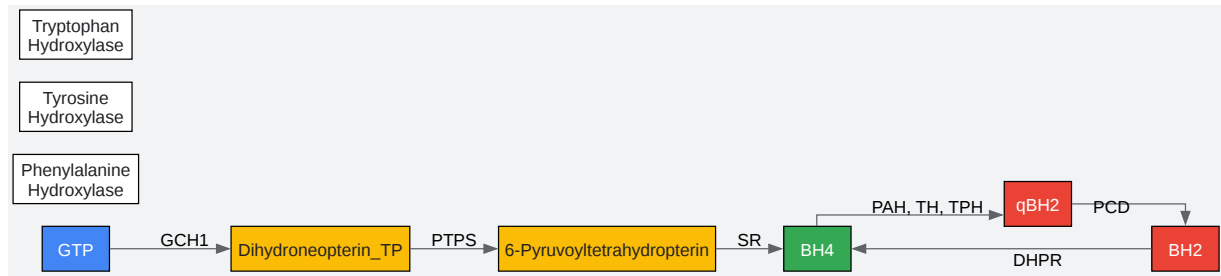 Tryptophan
Hydroxylase
Tyrosine
Hydroxylase
Phenylalanine
Hydroxylase
GTP
GCH1
Dihydroneopterin_TP
PTPS
6-Pyruvoyltetrahydropterin
SR
BH4
PAH, TH, TPH
qBH2
PCD
BH2
DHPR